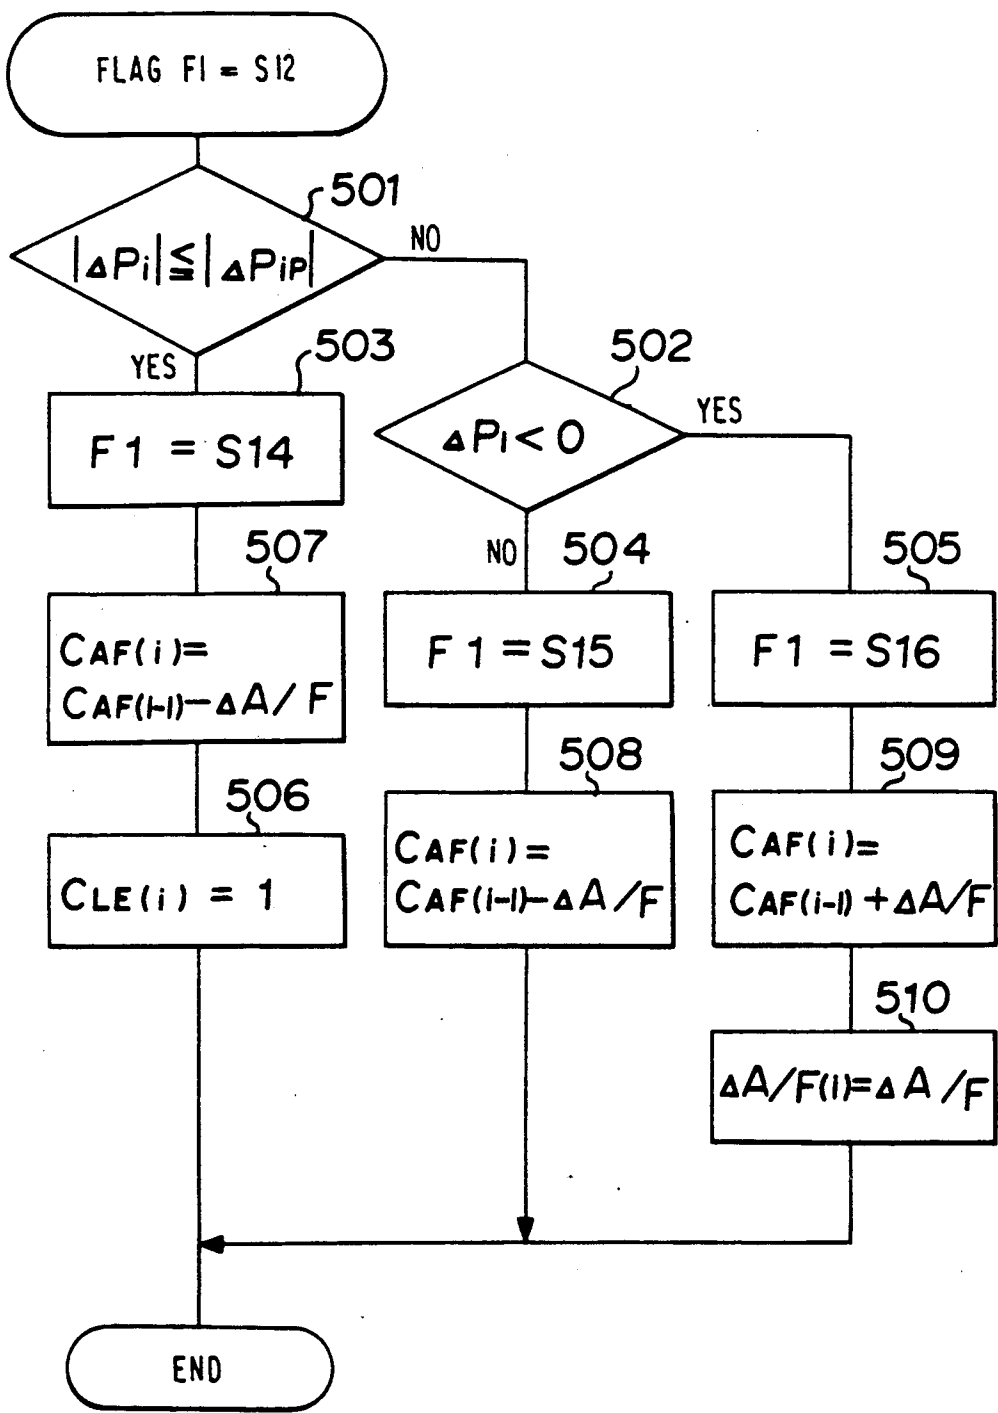 FLAG F1 = S12
501
|ΔPi|≦|ΔPiP|
NO
YES
503
502
F1 = S14
ΔPi<0
YES
NO
507
504
505
CAF(i)=
CAF(i-1)-ΔA/F
F1=S15
F1=S16
506
508
509
CLE(i) = 1
CAF(i)=
CAF(i-1)-ΔA/F
CAF(i)=
CAF(i-1)+ΔA/F
510
ΔA/F(i)=ΔA/F
END